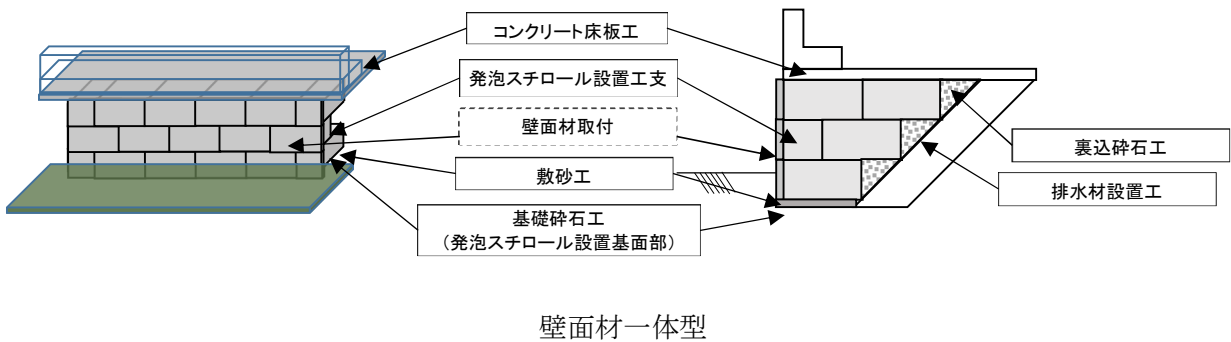 コンクリート床板工
発泡スチロール設置工支
壁面材取付
敷砂工
基礎砕石工
（発泡スチロール設置基面部）
裏込砕石工
排水材設置工
壁面材一体型